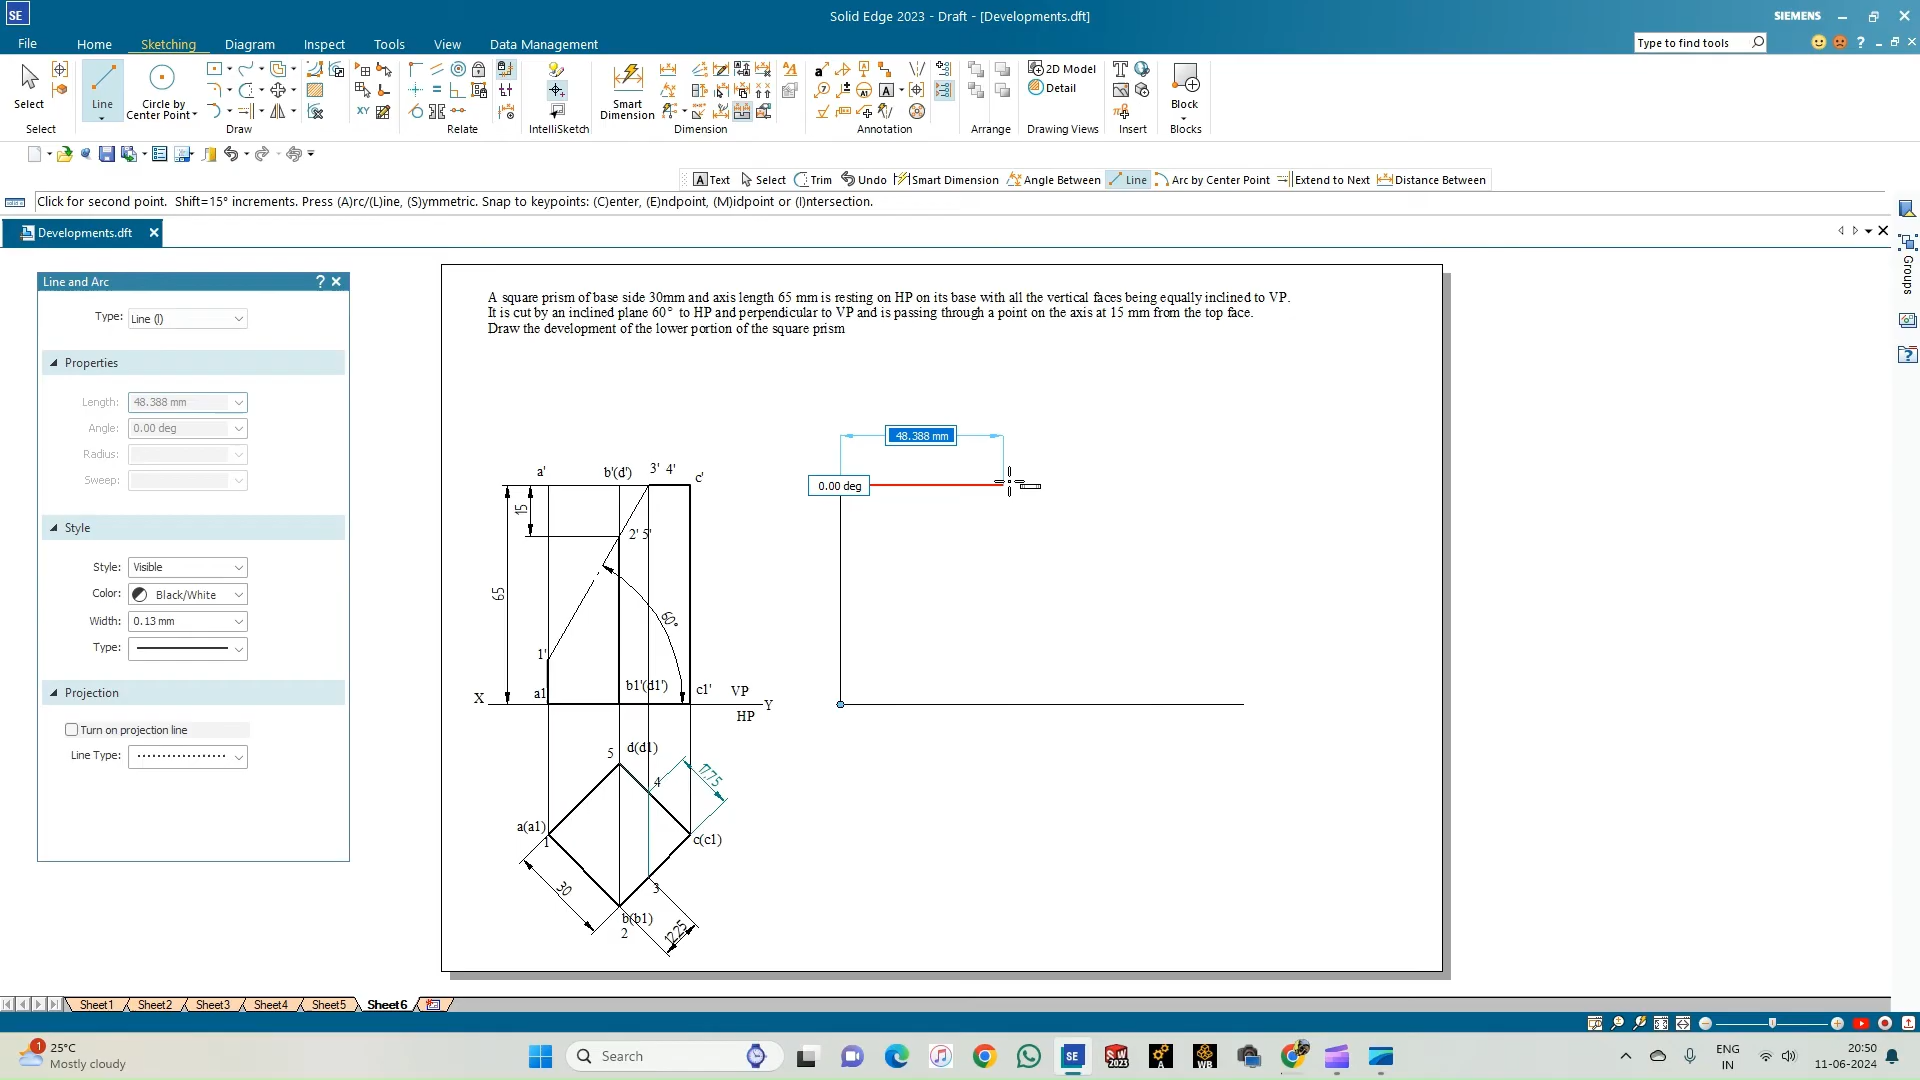 SE
Solid Edge 2023 - Draft - [Developments.dft]
SIEMENS
File
Home
Sketching
Diagram
Inspect
Tools
View
Data Management
Type to find tools
Select
Line
Circle by
Center Point
Smart
Dimension
2D Model
Detail
Block
Select
Draw
Relate
IntelliSketch
Dimension
Annotation
Arrange
Drawing Views
Insert
Blocks
Text
Select
Trim
Undo
Smart Dimension
Angle Between
Line
Arc by Center Point
Extend to Next
Distance Between
Click for second point. Shift=15° increments. Press (A)rc/(L)ine, (S)ymmetric. Snap to keypoints: (C)enter, (E)ndpoint, (M)idpoint or (I)ntersection.
Developments.dft
Groups
Line and Arc
Type: Line (l)
Properties
Length: 48.388 mm
Angle: 0.00 deg
Radius:
Sweep:
Style
Style: Visible
Color: Black/White
Width: 0.13 mm
Type:
Projection
Turn on projection line
Line Type:
A square prism of base side 30mm and axis length 65 mm is resting on HP on its base with all the vertical faces being equally inclined to VP.
It is cut by an inclined plane 60° to HP and perpendicular to VP and is passing through a point on the axis at 15 mm from the top face.
Draw the development of the lower portion of the square prism
48.388 mm
0.00 deg
a'
b'(d')
3' 4'
c'
15
2' 5'
65
60°
1'
a1
b1'(d1')
c1'
VP
X
Y
HP
5
d(d1)
4
17.75
a(a1)
1
c(c1)
30
3
b(b1)
2
12.25
Sheet1
Sheet2
Sheet3
Sheet4
Sheet5
Sheet6
1
25°C
Mostly cloudy
Search
SE
SW
2023
A
WB
ENG
IN
20:50
11-06-2024